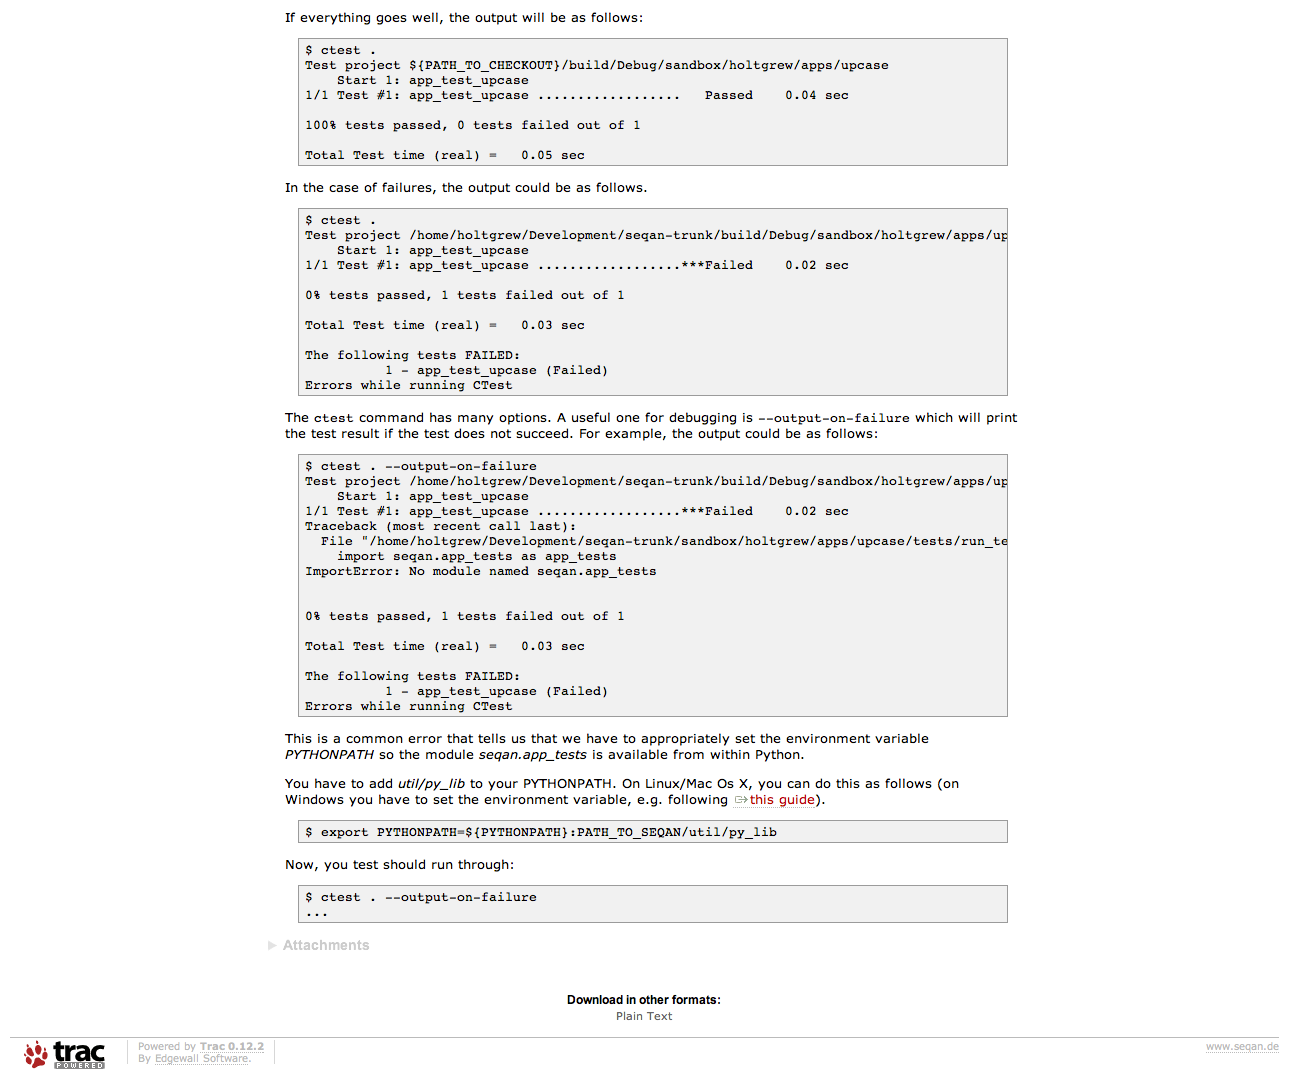 If everything goes well, the output will be as follows:
$ ctest .
Test project ${PATH_TO_CHECKOUT}/build/Debug/sandbox/holtgrew/apps/upcase
    Start 1: app_test_upcase
1/1 Test #1: app_test_upcase ..................   Passed    0.04 sec
100% tests passed, 0 tests failed out of 1
Total Test time (real) =   0.05 sec
In the case of failures, the output could be as follows.
$ ctest .
Test project /home/holtgrew/Development/seqan-trunk/build/Debug/sandbox/holtgrew/apps/up
    Start 1: app_test_upcase
1/1 Test #1: app_test_upcase ..................***Failed    0.02 sec
0% tests passed, 1 tests failed out of 1
Total Test time (real) =   0.03 sec
The following tests FAILED:
          1 - app_test_upcase (Failed)
Errors while running CTest
The ctest command has many options. A useful one for debugging is --output-on-failure which will print
the test result if the test does not succeed. For example, the output could be as follows:
$ ctest . --output-on-failure
Test project /home/holtgrew/Development/seqan-trunk/build/Debug/sandbox/holtgrew/apps/up
    Start 1: app_test_upcase
1/1 Test #1: app_test_upcase ..................***Failed    0.02 sec
Traceback (most recent call last):
  File "/home/holtgrew/Development/seqan-trunk/sandbox/holtgrew/apps/upcase/tests/run_te
    import seqan.app_tests as app_tests
ImportError: No module named seqan.app_tests
0% tests passed, 1 tests failed out of 1
Total Test time (real) =   0.03 sec
The following tests FAILED:
          1 - app_test_upcase (Failed)
Errors while running CTest
This is a common error that tells us that we have to appropriately set the environment variable
PYTHONPATH so the module seqan.app_tests is available from within Python.
You have to add util/py_lib to your PYTHONPATH. On Linux/Mac Os X, you can do this as follows (on
Windows you have to set the environment variable, e.g. following this guide).
$ export PYTHONPATH=${PYTHONPATH}:PATH_TO_SEQAN/util/py_lib
Now, you test should run through:
$ ctest . --output-on-failure
...
Attachments
Download in other formats:
Plain Text
trac
POWERED
Powered by Trac 0.12.2
By Edgewall Software.
www.seqan.de